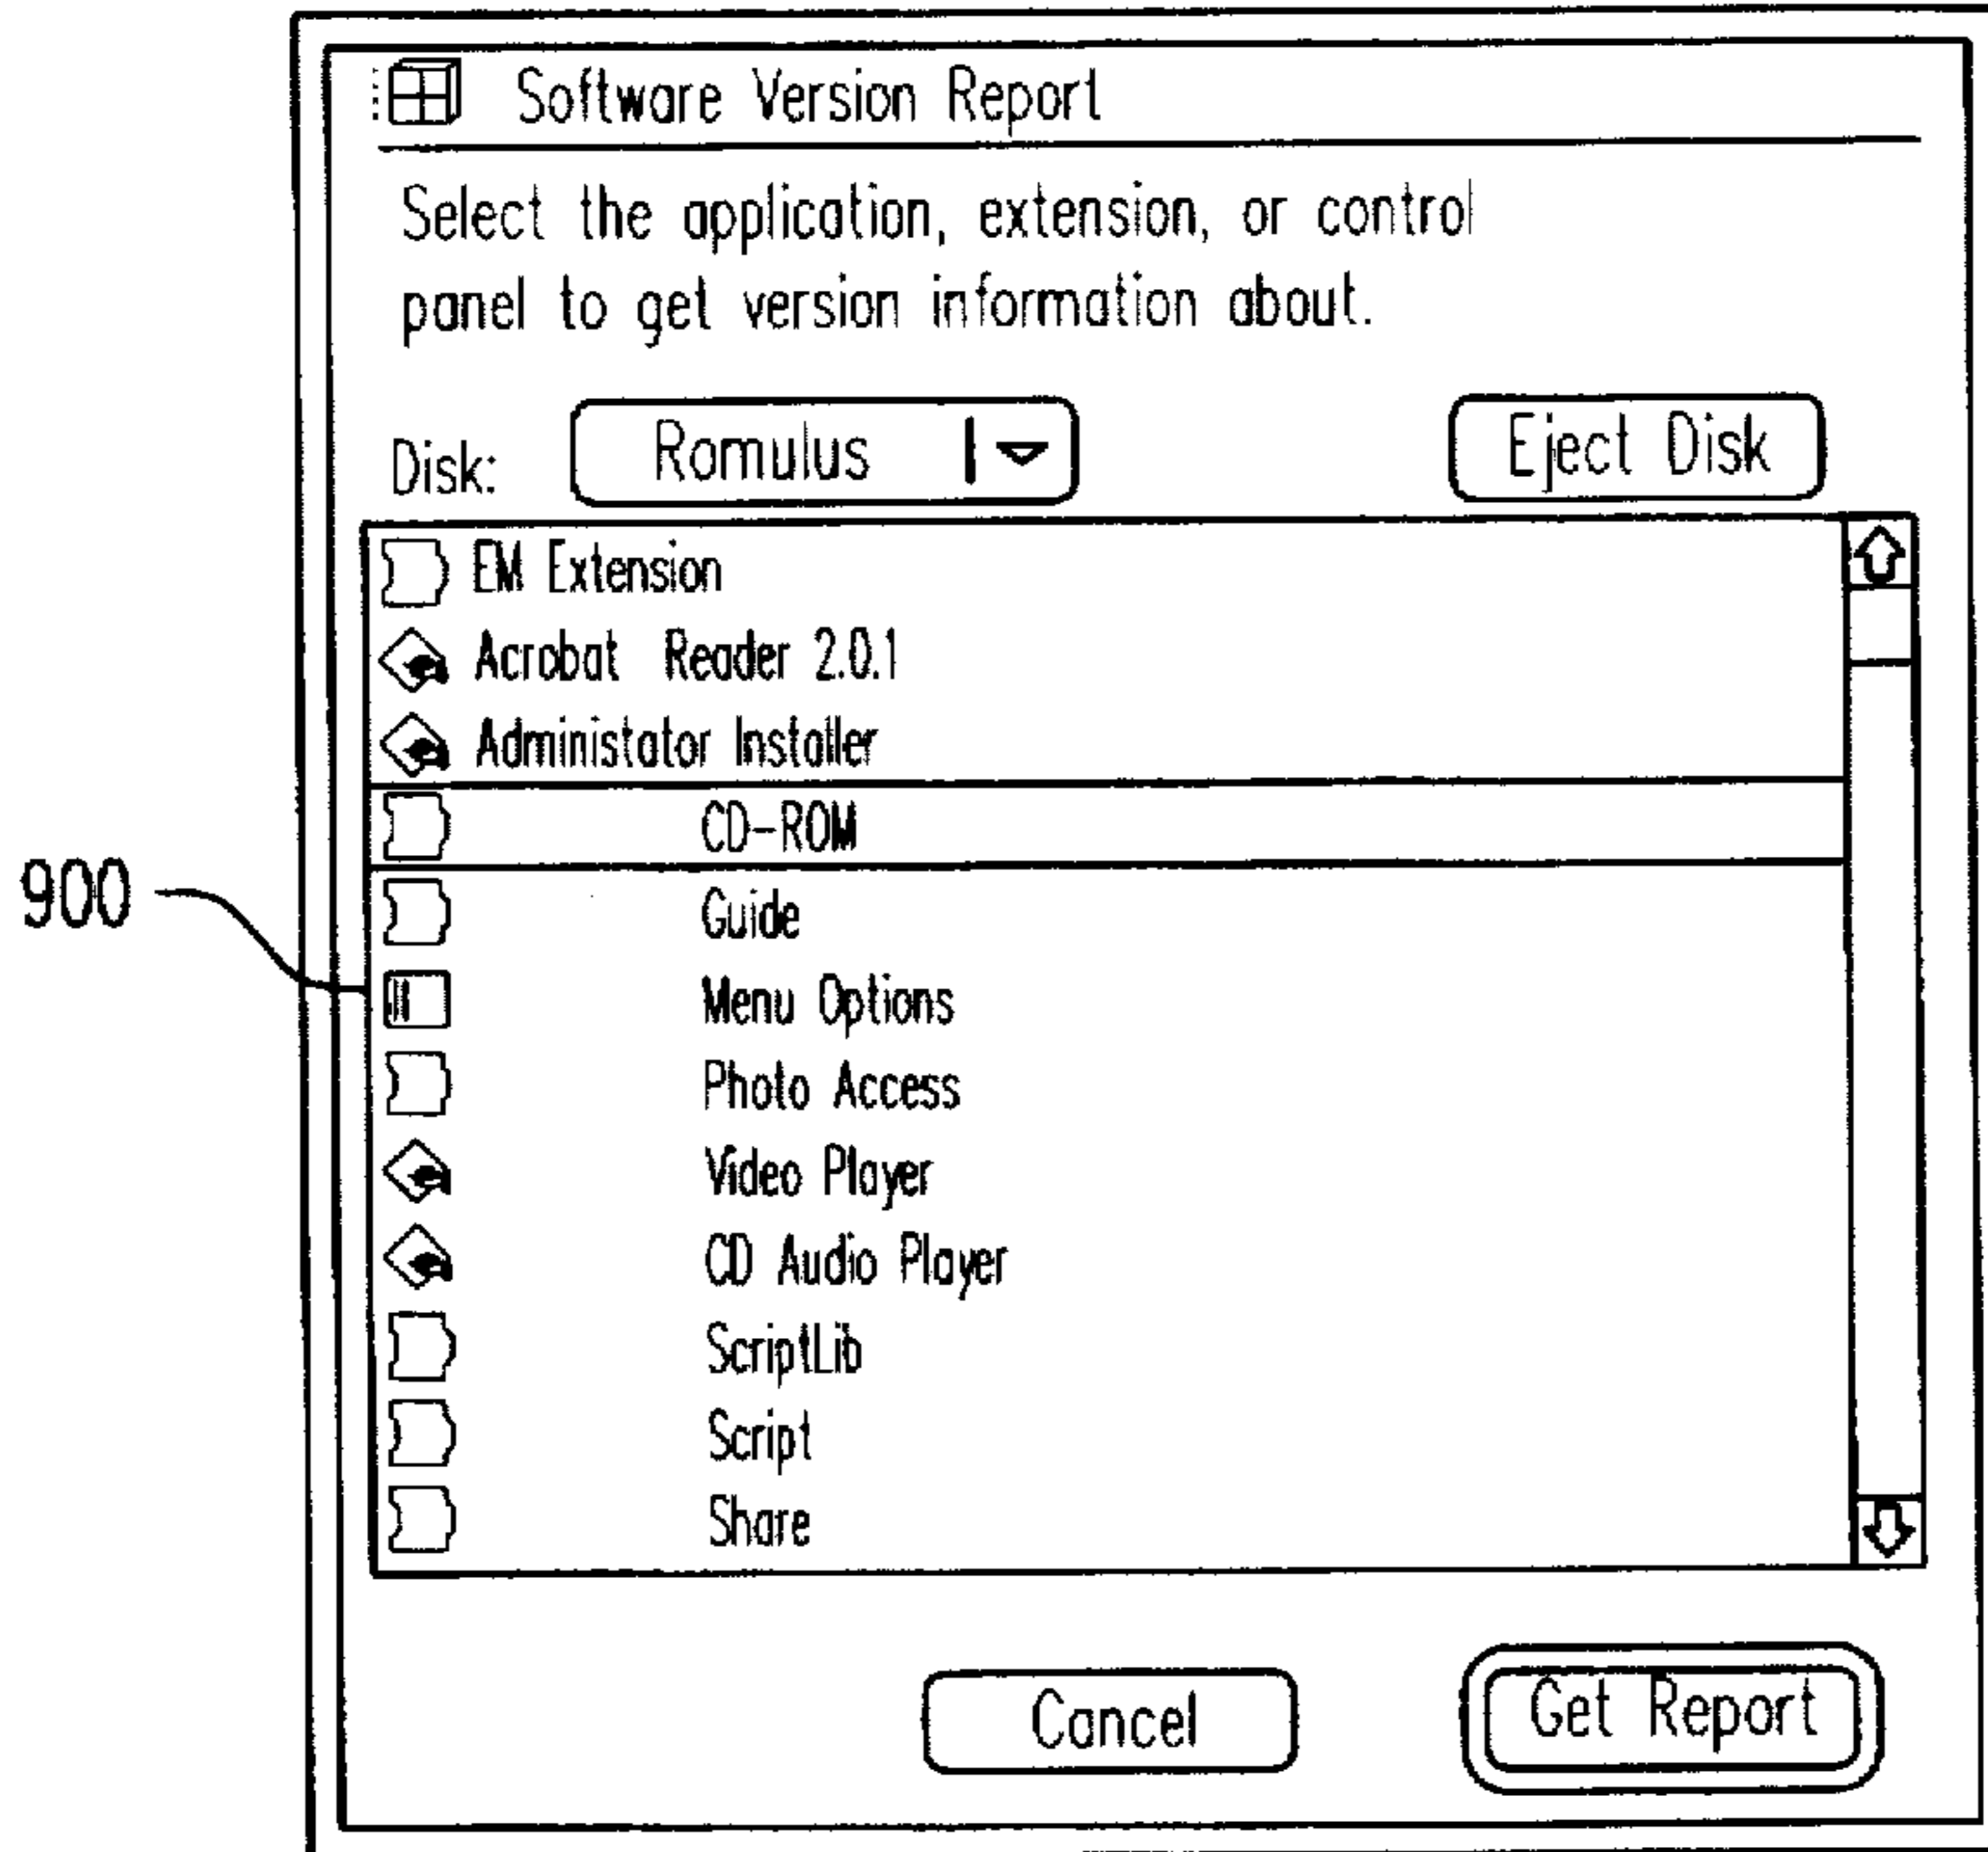 Software Version Report
Select the application, extension, or control
panel to get version information about.
Disk: Romulus Eject Disk
EM Extension
Acrobat Reader 2.0.1
Administator Installer
CD-ROM
Guide
900
Menu Options
Photo Access
Video Player
CD Audio Player
ScriptLib
Script
Share
Cancel Get Report